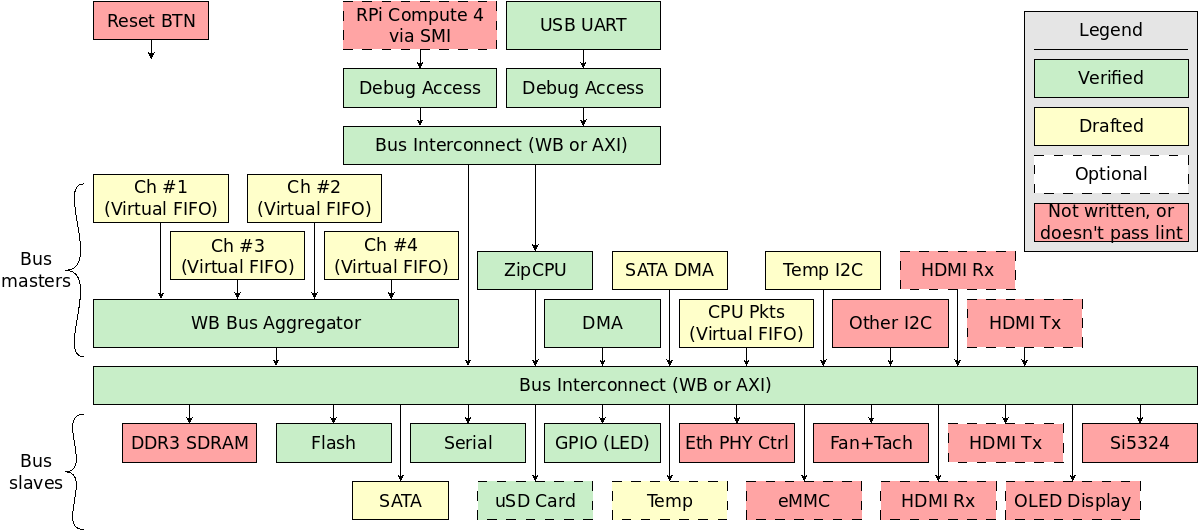 Reset BTN
RPi Compute 4
via SMI
USB UART
Legend
Verified
Drafted
Optional
Not written, or
doesn't pass lint
Debug Access
Debug Access
Bus Interconnect (WB or AXI)
Bus
masters
Ch #1
(Virtual FIFO)
Ch #2
(Virtual FIFO)
Ch #3
(Virtual FIFO)
Ch #4
(Virtual FIFO)
ZipCPU
SATA DMA
Temp I2C
HDMI Rx
WB Bus Aggregator
DMA
CPU Pkts
(Virtual FIFO)
Other I2C
HDMI Tx
Bus Interconnect (WB or AXI)
Bus
slaves
DDR3 SDRAM
Flash
Serial
GPIO (LED)
Eth PHY Ctrl
Fan+Tach
HDMI Tx
Si5324
SATA
uSD Card
Temp
eMMC
HDMI Rx
OLED Display